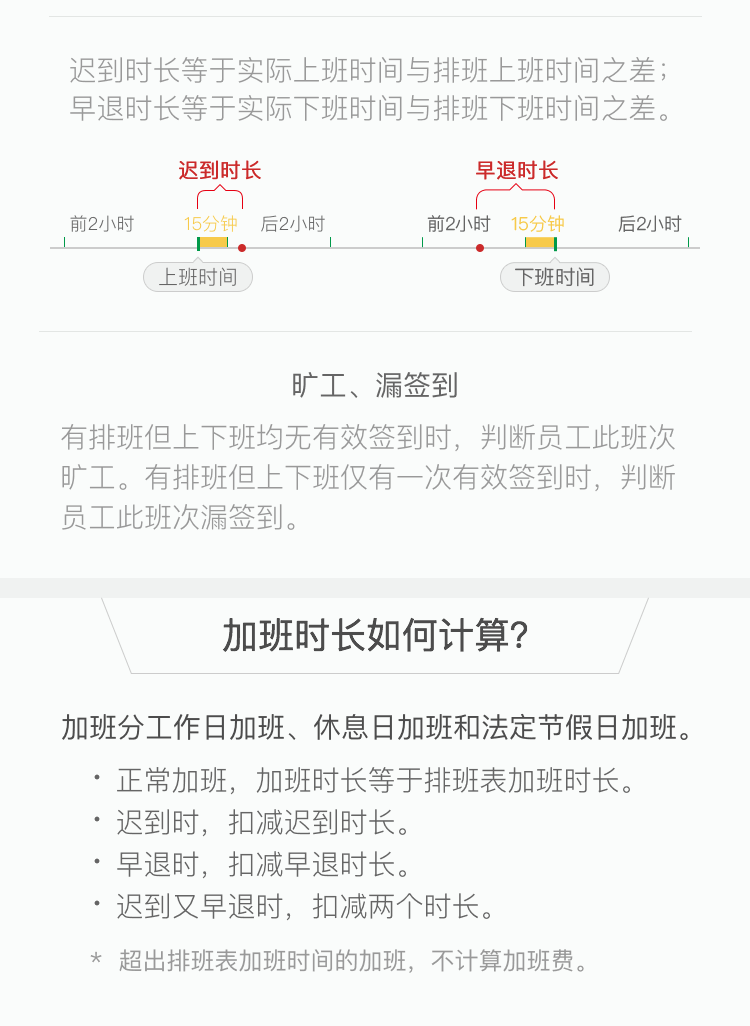 迟到时长等于实际上班时间与排班上班时间之差；
早退时长等于实际下班时间与排班下班时间之差。
迟到时长 早退时长
前2小时 15分钟 后2小时 前2小时 15分钟 后2小时
上班时间 下班时间
旷工、漏签到
有排班但上下班均无有效签到时，判断员工此班次
旷工。有排班但上下班仅有一次有效签到时，判断
员工此班次漏签到。
加班时长如何计算?
加班分工作日加班、休息日加班和法定节假日加班。
· 正常加班，加班时长等于排班表加班时长。
· 迟到时，扣减迟到时长。
· 早退时，扣减早退时长。
· 迟到又早退时，扣减两个时长。
* 超出排班表加班时间的加班，不计算加班费。